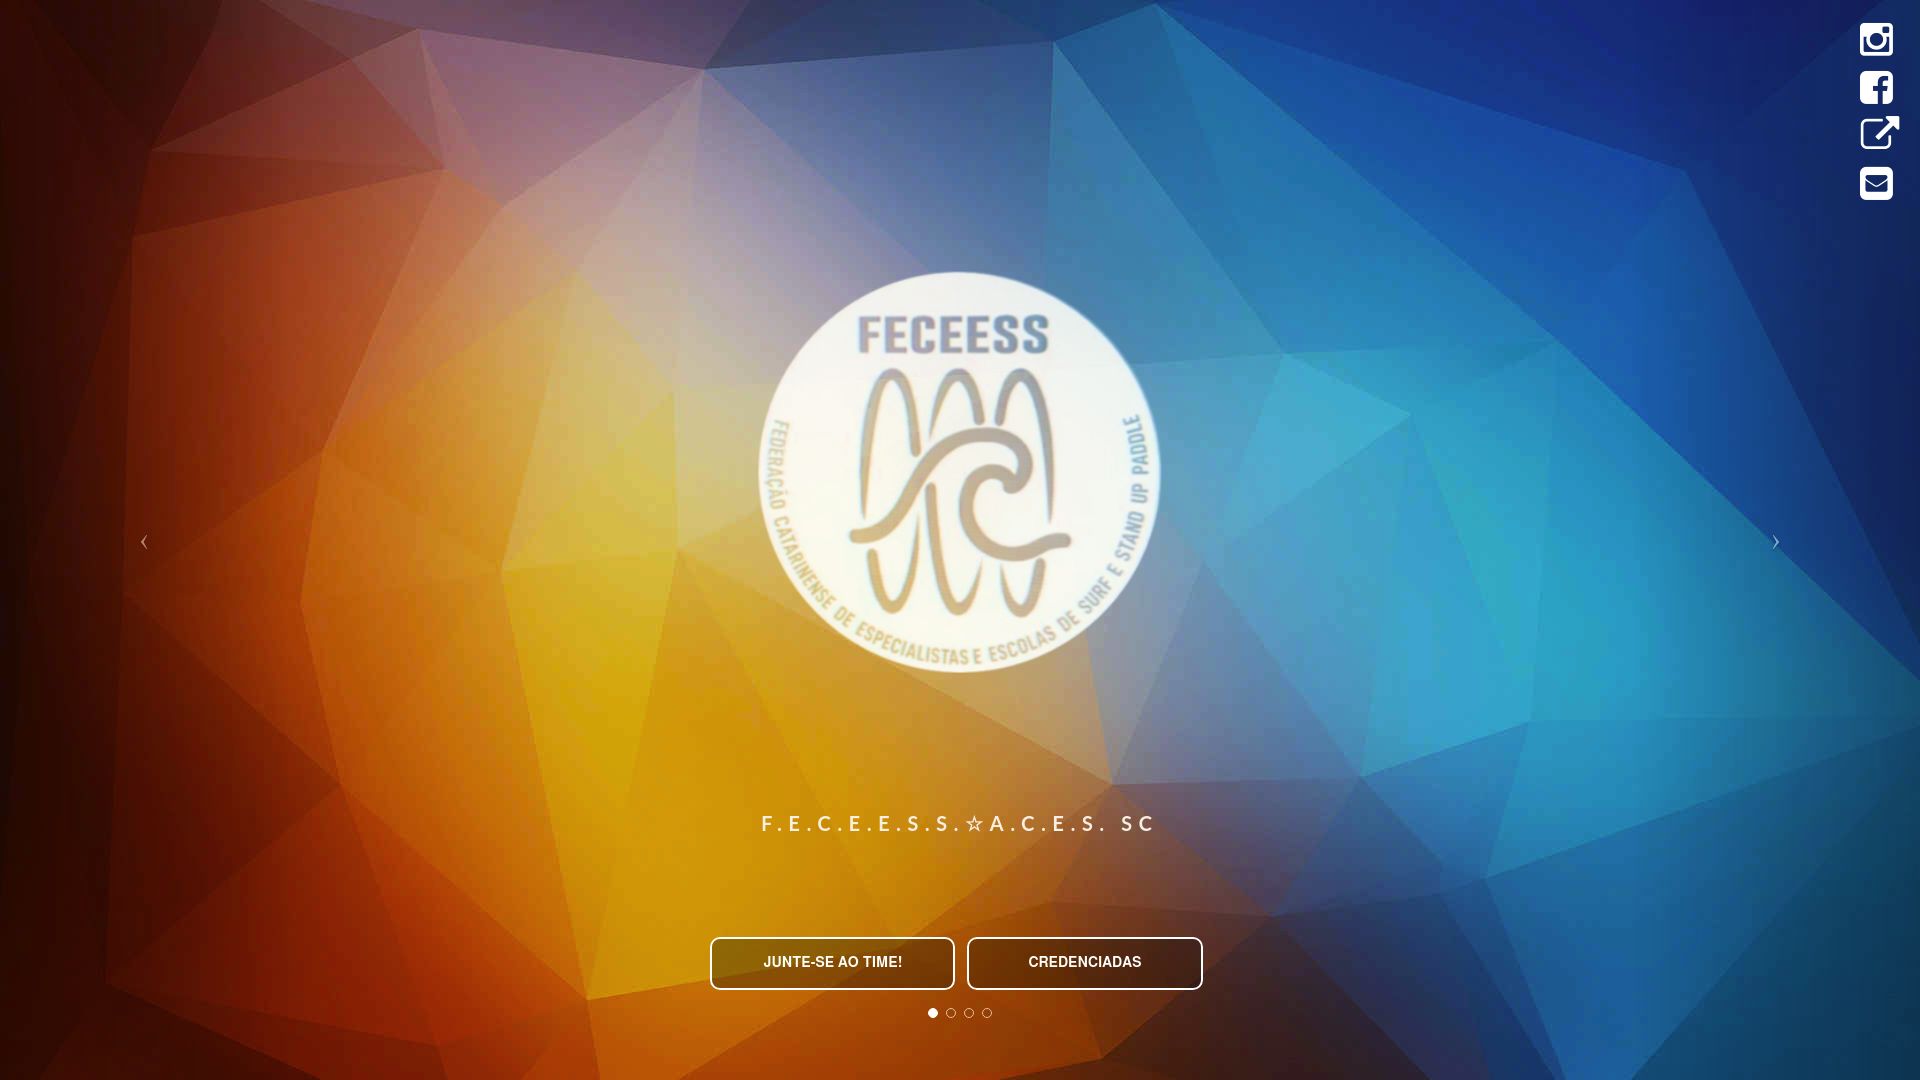 FECEESS
FEDERAÇÃO CATARINENSE DE ESPECIALISTAS E ESCOLAS DE SURF E STAND UP PADDLE
F.E.C.E.E.S.S.☆A.C.E.S. SC
JUNTE-SE AO TIME!
CREDENCIADAS